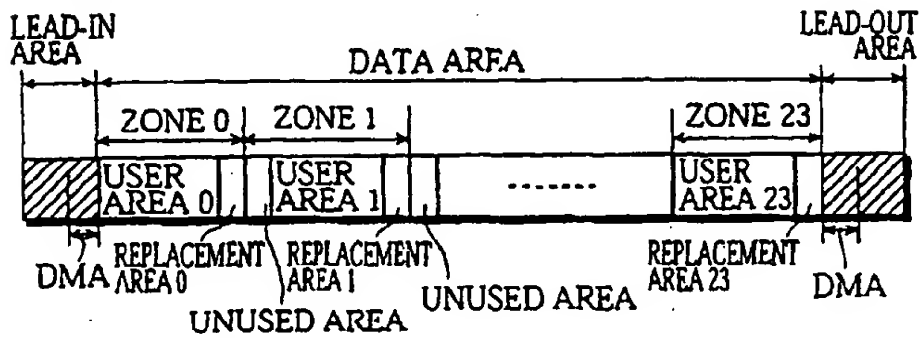 LEAD-IN
AREA
LEAD-OUT
AREA
DATA AREA
ZONE 0
ZONE 1
ZONE 23
USER
AREA 0
USER
AREA 1
USER
AREA 23
DMA
REPLACEMENT
AREA 0
REPLACEMENT
AREA 1
REPLACEMENT
AREA 23
DMA
UNUSED AREA
UNUSED AREA